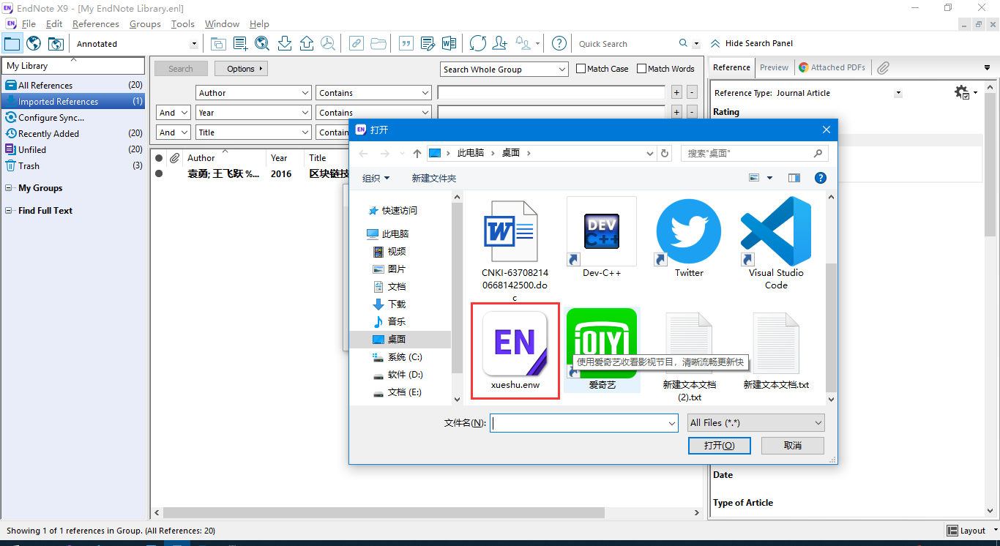 EndNote X9 - [My EndNote Library.enl]
File Edit References Groups Tools Window Help
Annotated
Quick Search
Hide Search Panel
My Library
All References (20)
Imported References (1)
Configure Sync...
Recently Added (20)
Unfiled (20)
Trash (3)
My Groups
Find Full Text
Search Options Search Whole Group Match Case Match Words
Author Contains + -
And Year Contains + -
And Title Contain
Author Year Title
袁勇; 王飞跃 %... 2016 区块链技
Reference Preview Attached PDFs
Reference Type: Journal Article
Rating
EN 打开
此电脑 桌面
搜索"桌面"
组织 新建文件夹
快速访问
此电脑
视频
图片
文档
下载
音乐
桌面
系统 (C:)
软件 (D:)
文档 (E:)
W
CNKI-63708214
0668142500.do
c
DEV
C++
Dev-C++
Twitter
Visual Studio
Code
EN
xueshu.enw
iQIYI
使用爱奇艺收看影视节目，清晰流畅更新快
爱奇艺
新建文本文档
(2).txt
新建文本文档.txt
文件名(N):
All Files (*.*)
打开(O) 取消
Date
Type of Article
Showing 1 of 1 references in Group. (All References: 20)
Layout